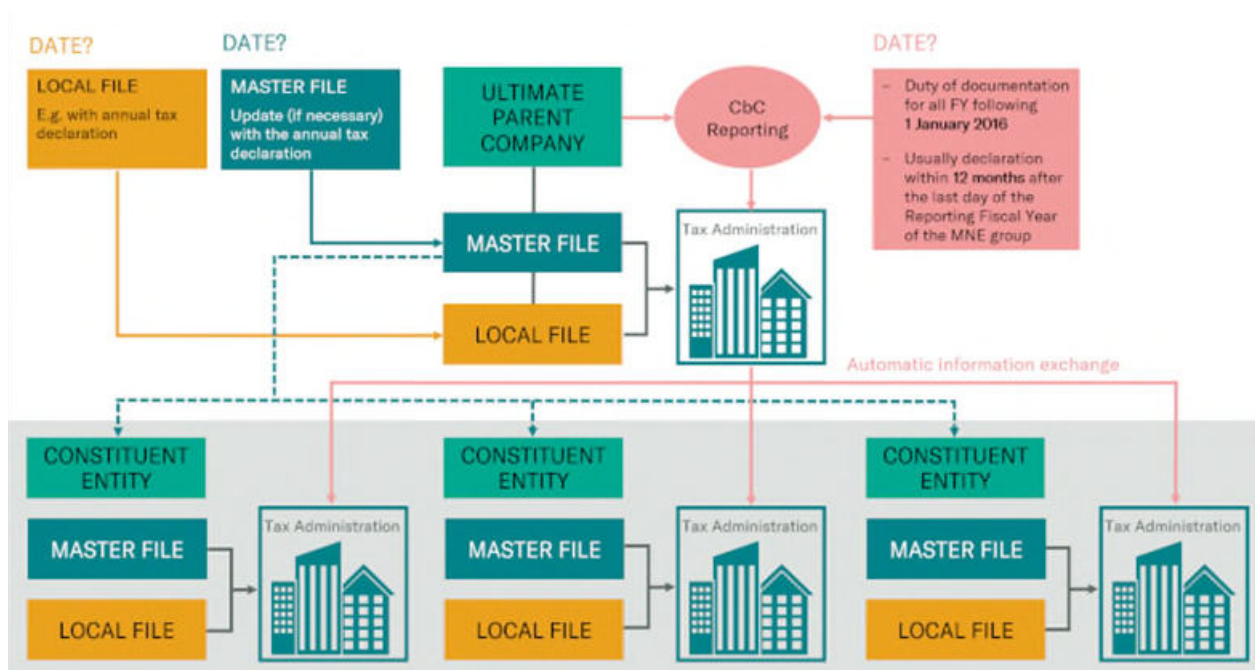 DATE?
LOCAL FILE
E.g. with annual tax
declaration
DATE?
MASTER FILE
Update (if necessary)
with the annual tax
declaration
ULTIMATE
PARENT
COMPANY
CbC
Reporting
DATE?
- Duty of documentation
for all FY following
1 January 2016
- Usually declaration
within 12 months after
the last day of the
Reporting Fiscal Year
of the MNE group
MASTER FILE
LOCAL FILE
Tax Administration
Automatic information exchange
CONSTITUENT
ENTITY
MASTER FILE
LOCAL FILE
Tax Administration
CONSTITUENT
ENTITY
MASTER FILE
LOCAL FILE
Tax Administration
CONSTITUENT
ENTITY
MASTER FILE
LOCAL FILE
Tax Administration